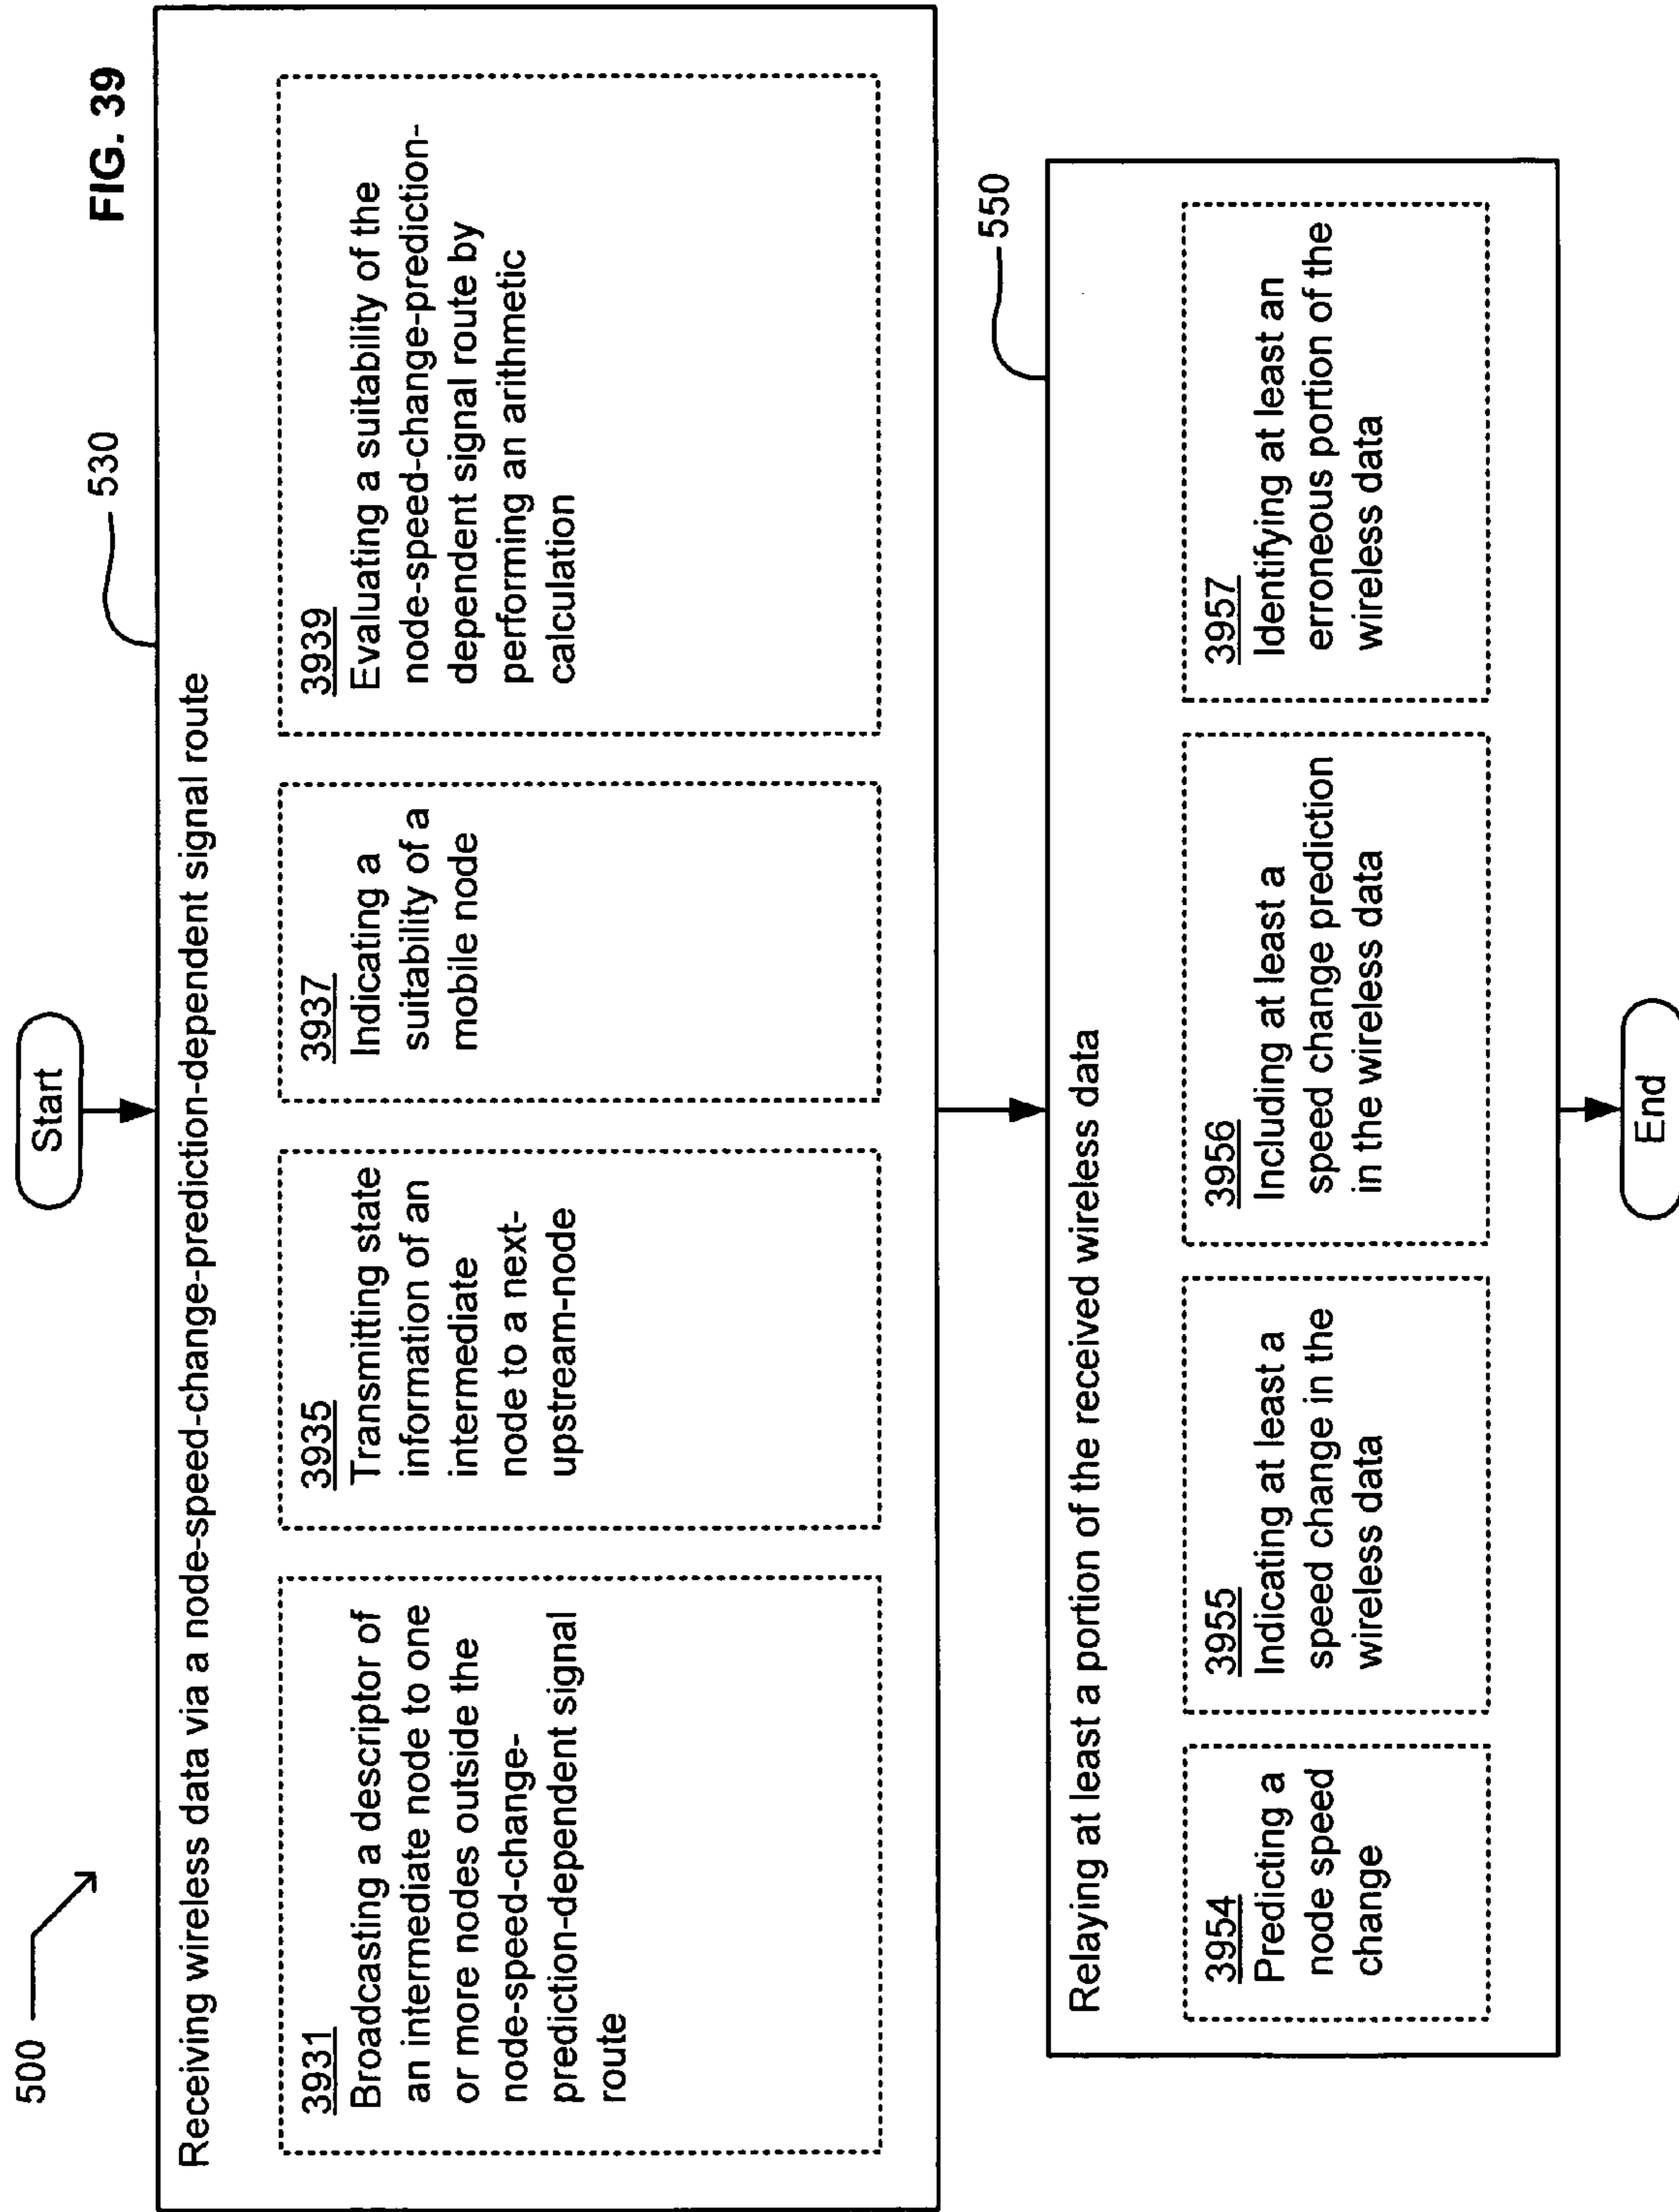 FIG. 39
500
Start
530
Receiving wireless data via a node-speed-change-prediction-dependent signal route
3931
Broadcasting a descriptor of
an intermediate node to one
or more nodes outside the
node-speed-change-
prediction-dependent signal
route
3935
Transmitting state
information of an
intermediate
node to a next-
upstream-node
3937
Indicating a
suitability of a
mobile node
3939
Evaluating a suitability of the
node-speed-change-prediction-
dependent signal route by
performing an arithmetic
calculation
550
Relaying at least a portion of the received wireless data
3954
Predicting a
node speed
change
3955
Indicating at least a
speed change in the
wireless data
3956
Including at least a
speed change prediction
in the wireless data
3957
Identifying at least an
erroneous portion of the
wireless data
End